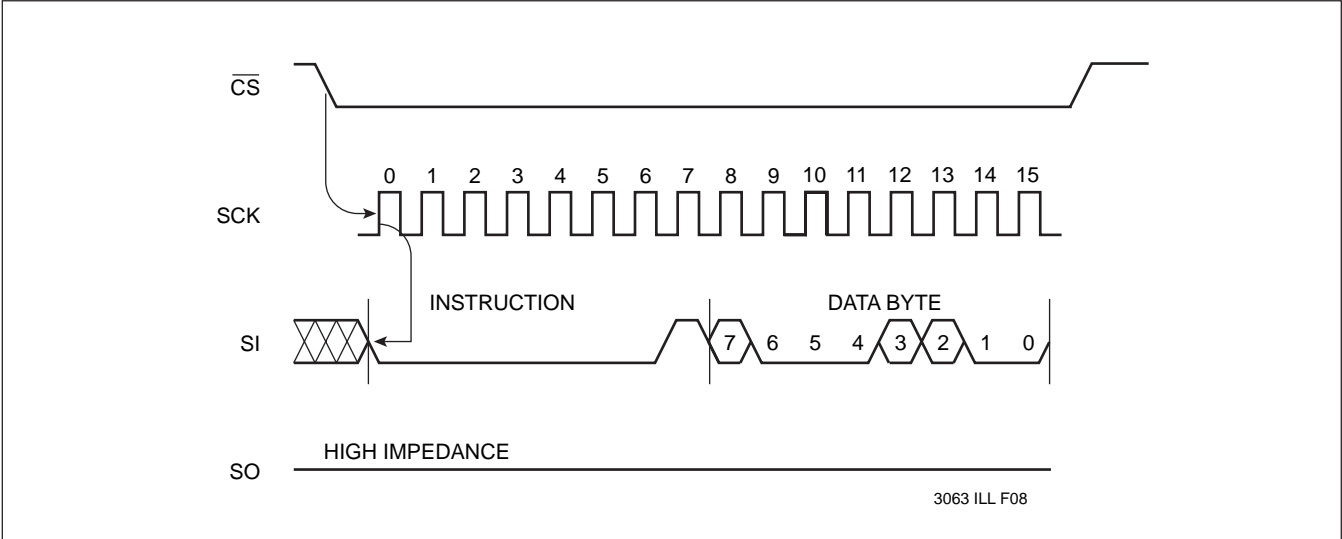 CS
0 1 2 3 4 5 6 7 8 9 10 11 12 13 14 15
SCK
INSTRUCTION DATA BYTE
SI 7 6 5 4 3 2 1 0
HIGH IMPEDANCE
SO
3063 ILL F08